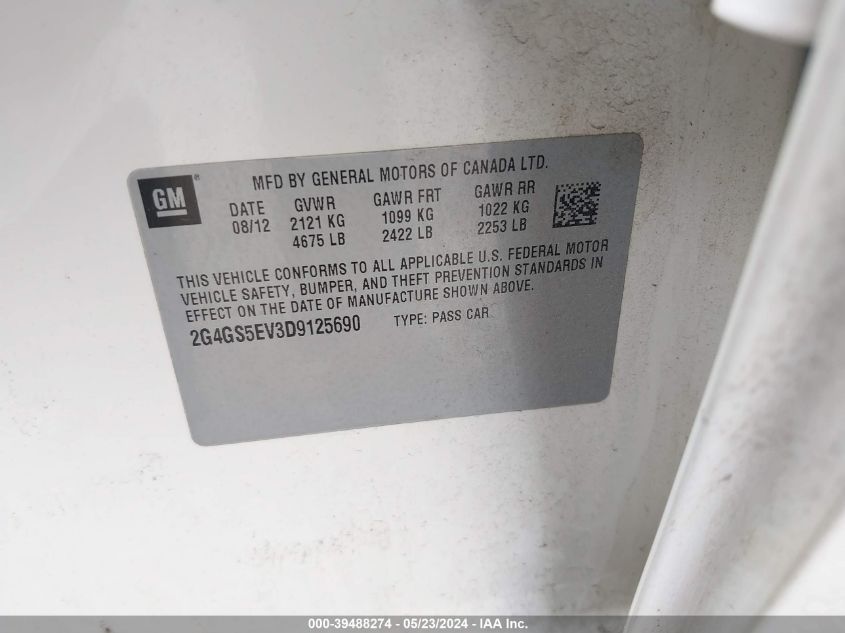 GM ®
MFD BY GENERAL MOTORS OF CANADA LTD.
DATE GVWR GAWR FRT GAWR RR
08/12 2121 KG 1099 KG 1022 KG
4675 LB 2422 LB 2253 LB
THIS VEHICLE CONFORMS TO ALL APPLICABLE U.S. FEDERAL MOTOR
VEHICLE SAFETY, BUMPER, AND THEFT PREVENTION STANDARDS IN
EFFECT ON THE DATE OF MANUFACTURE SHOWN ABOVE.
2G4GS5EV3D9125690 TYPE: PASS CAR
000-39488274 - 05/23/2024 - IAA Inc.